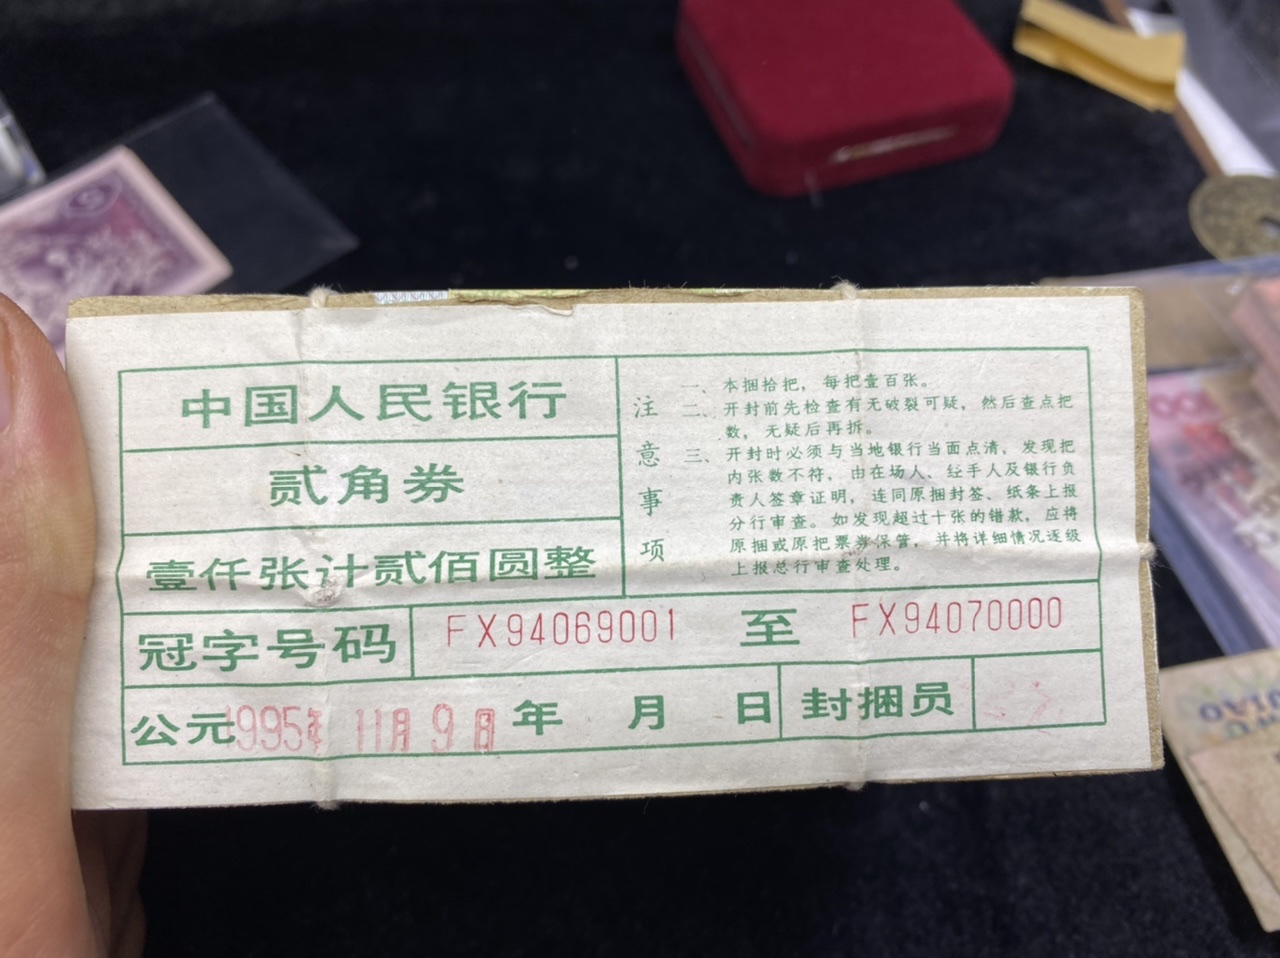 中国人民银行
贰角券
壹仟张计贰佰圆整
注意事项
一、本捆拾把，每把壹百张。
二、开封前先检查有无破裂可疑，然后查点把
数，无疑后再拆。
三、开封时必须与当地银行当面点清，发现把
内张数不符，由在场人、经手人及银行负
责人签章证明，连同原捆封签、纸条上报
分行审查。如发现超过十张的错款，应将
原捆或原把票券保管，并将详细情况逐级
上报总行审查处理。
冠字号码 FX94069001 至 FX94070000
公元1995年 11月 9日 年 月 日 封捆员
JIAO